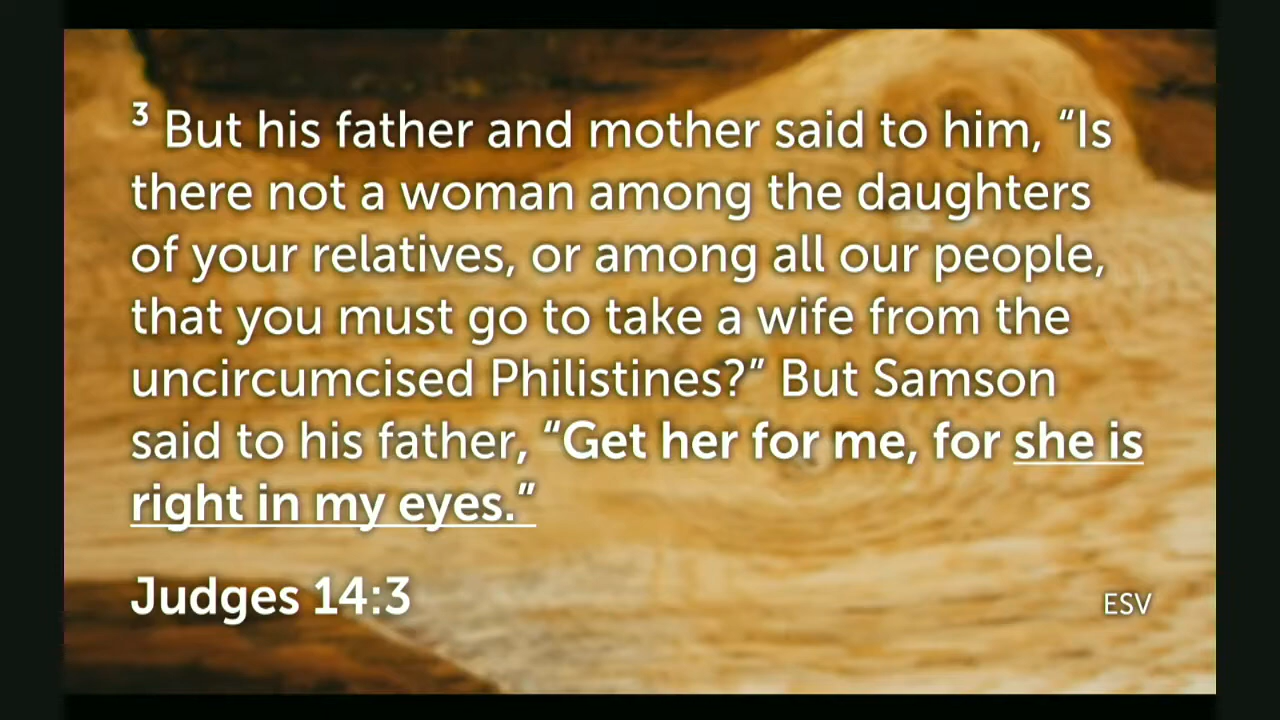 3 But his father and mother said to him, “Is
there not a woman among the daughters
of your relatives, or among all our people,
that you must go to take a wife from the
uncircumcised Philistines?” But Samson
said to his father, “Get her for me, for she is
right in my eyes.”
Judges 14:3
ESV